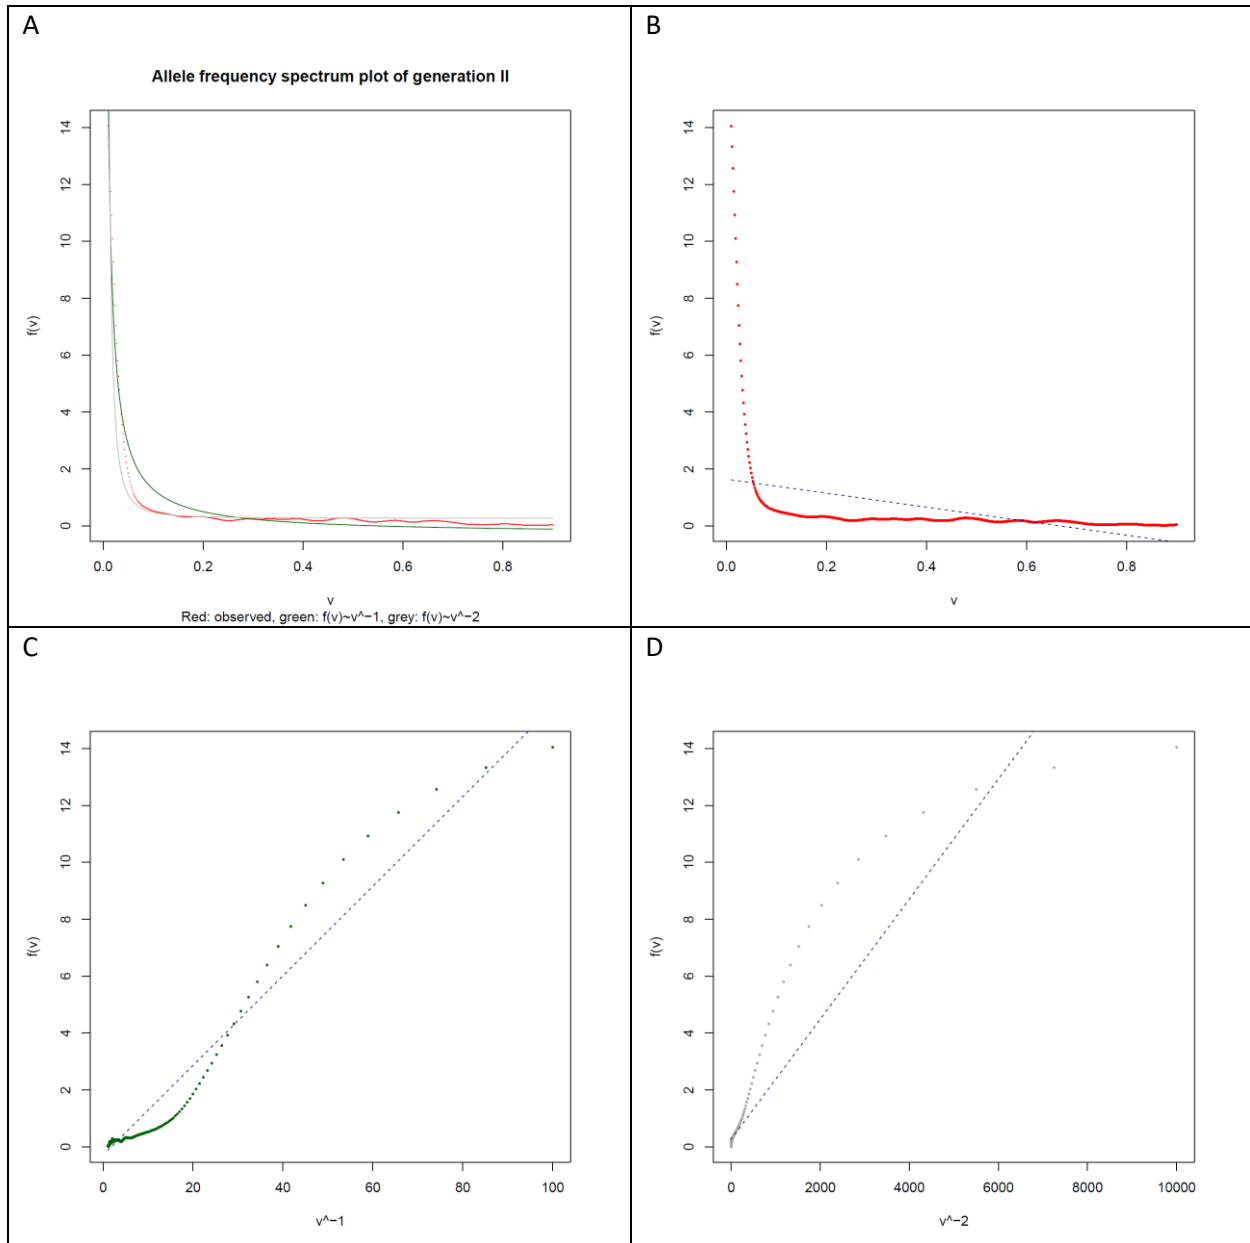 A
Allele frequency spectrum plot of generation II
f(v)
14
12
10
8
6
4
2
0
0.0 0.2 0.4 0.6 0.8
v
Red: observed, green: f(v)~v^−1, grey: f(v)~v^−2
B
f(v)
14
12
10
8
6
4
2
0
0.0 0.2 0.4 0.6 0.8
v
C
f(v)
14
12
10
8
6
4
2
0
0 20 40 60 80 100
v^−1
D
f(v)
14
12
10
8
6
4
2
0
0 2000 4000 6000 8000 10000
v^−2